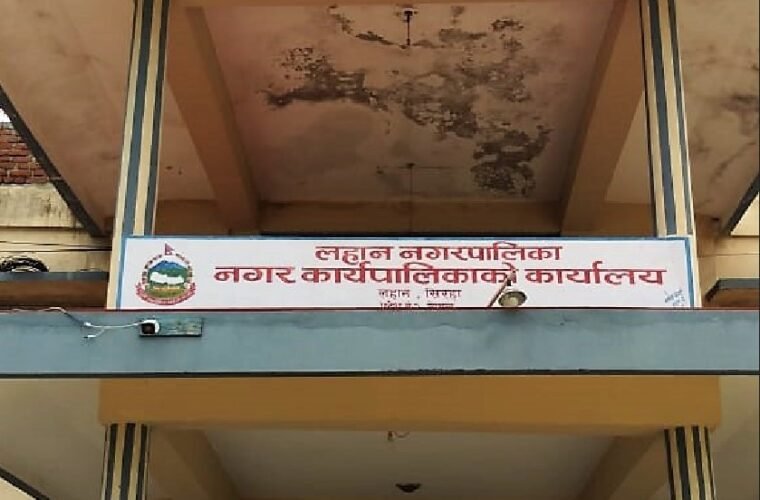 लहान नगरपालिका
नगर कार्यपालिकाको कार्यालय
लहान , सिरहा